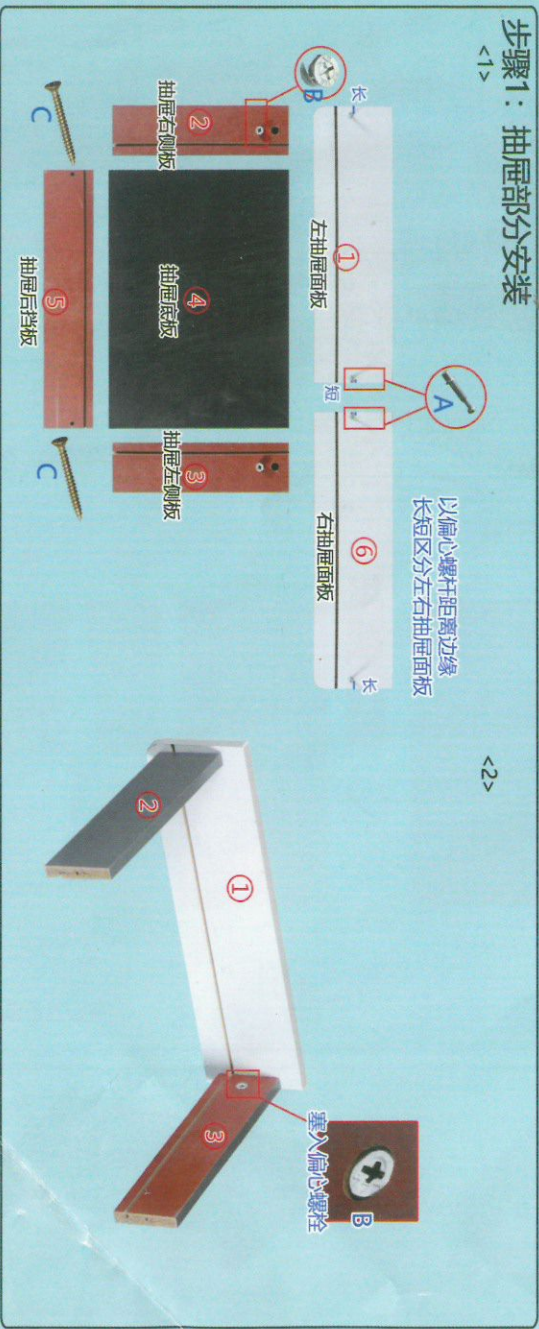 步骤1：抽屉部分安装
<1>
长
①
左抽屉面板
短
A
⑥
右抽屉面板
长
以偏心螺杆距离边缘
长短区分左右抽屉面板
B
②
抽屉右侧板
④
抽屉底板
③
抽屉左侧板
C
⑤
抽屉后挡板
C
<2>
①
②
③
塞入偏心螺栓
B